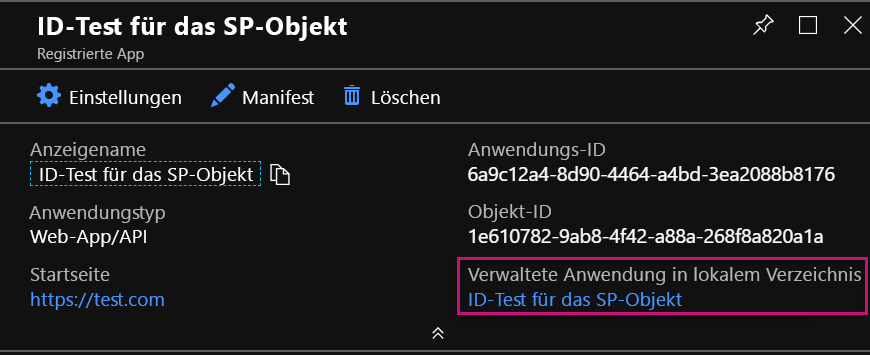 ID-Test für das SP-Objekt
Registrierte App
Einstellungen Manifest Löschen
Anzeigename
ID-Test für das SP-Objekt
Anwendungstyp
Web-App/API
Startseite
https://test.com
Anwendungs-ID
6a9c12a4-8d90-4464-a4bd-3ea2088b8176
Objekt-ID
1e610782-9ab8-4f42-a88a-268f8a820a1a
Verwaltete Anwendung in lokalem Verzeichnis
ID-Test für das SP-Objekt